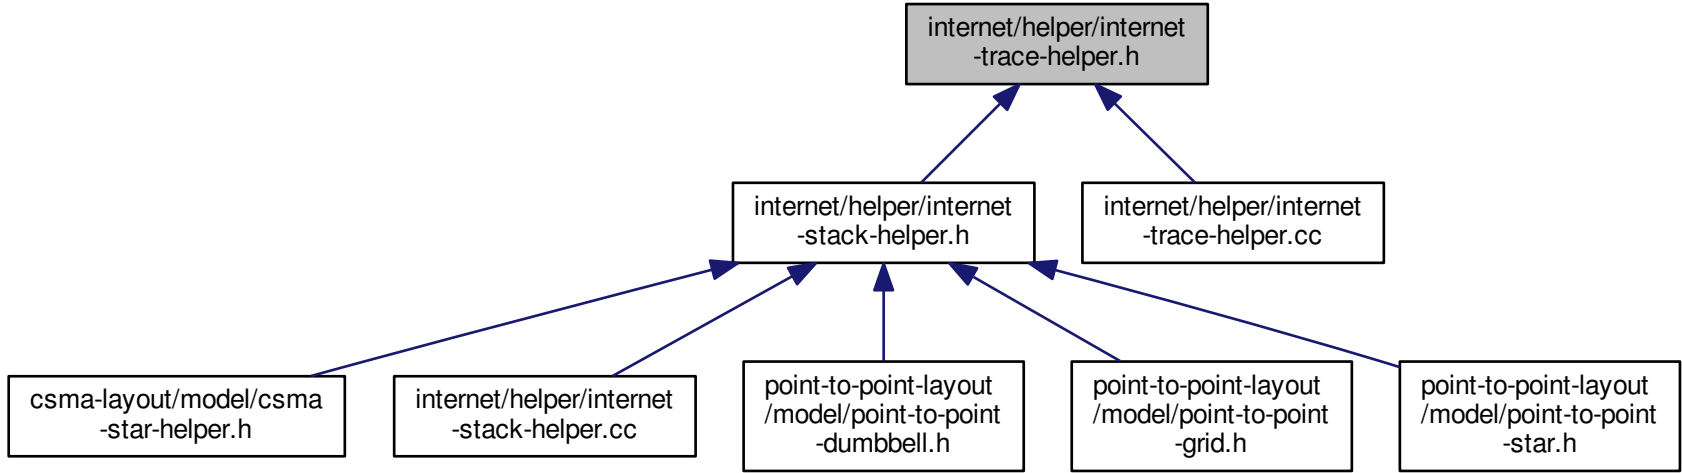 internet/helper/internet
-trace-helper.h
internet/helper/internet
-stack-helper.h
internet/helper/internet
-trace-helper.cc
csma-layout/model/csma
-star-helper.h
internet/helper/internet
-stack-helper.cc
point-to-point-layout
/model/point-to-point
-dumbbell.h
point-to-point-layout
/model/point-to-point
-grid.h
point-to-point-layout
/model/point-to-point
-star.h